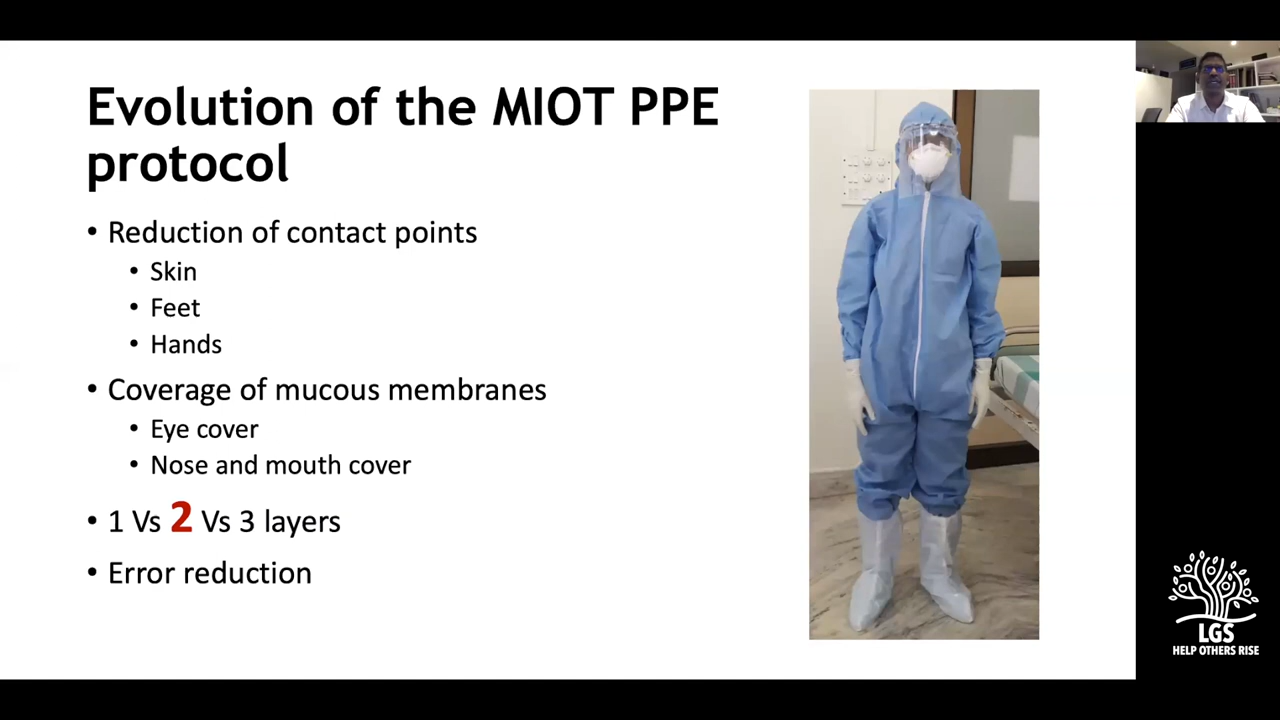 Evolution of the MIOT PPE
protocol
• Reduction of contact points
• Skin
• Feet
• Hands
• Coverage of mucous membranes
• Eye cover
• Nose and mouth cover
• 1 Vs 2 Vs 3 layers
• Error reduction
LGS
HELP OTHERS RISE